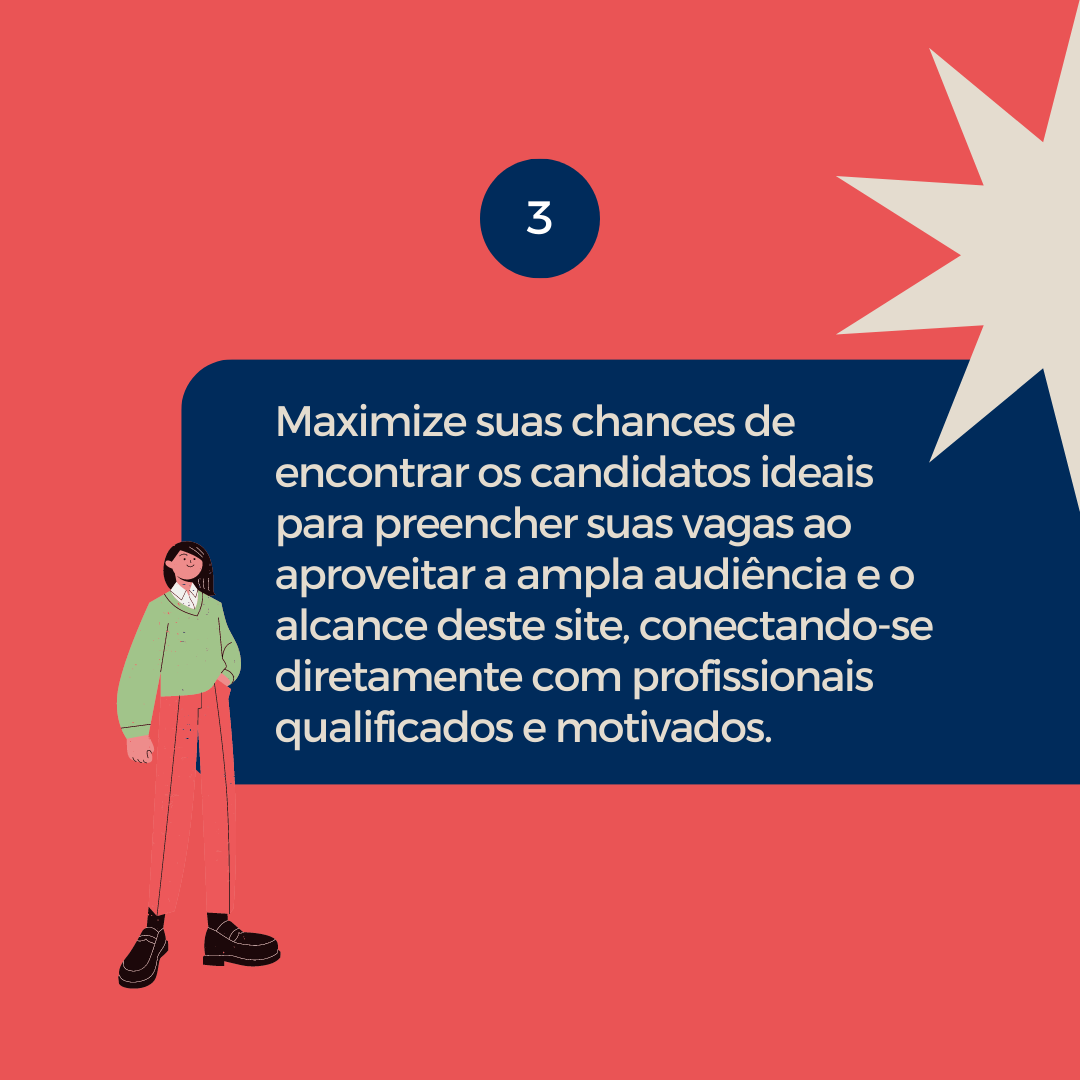 3
Maximize suas chances de
encontrar os candidatos ideais
para preencher suas vagas ao
aproveitar a ampla audiência e o
alcance deste site, conectando-se
diretamente com profissionais
qualificados e motivados.